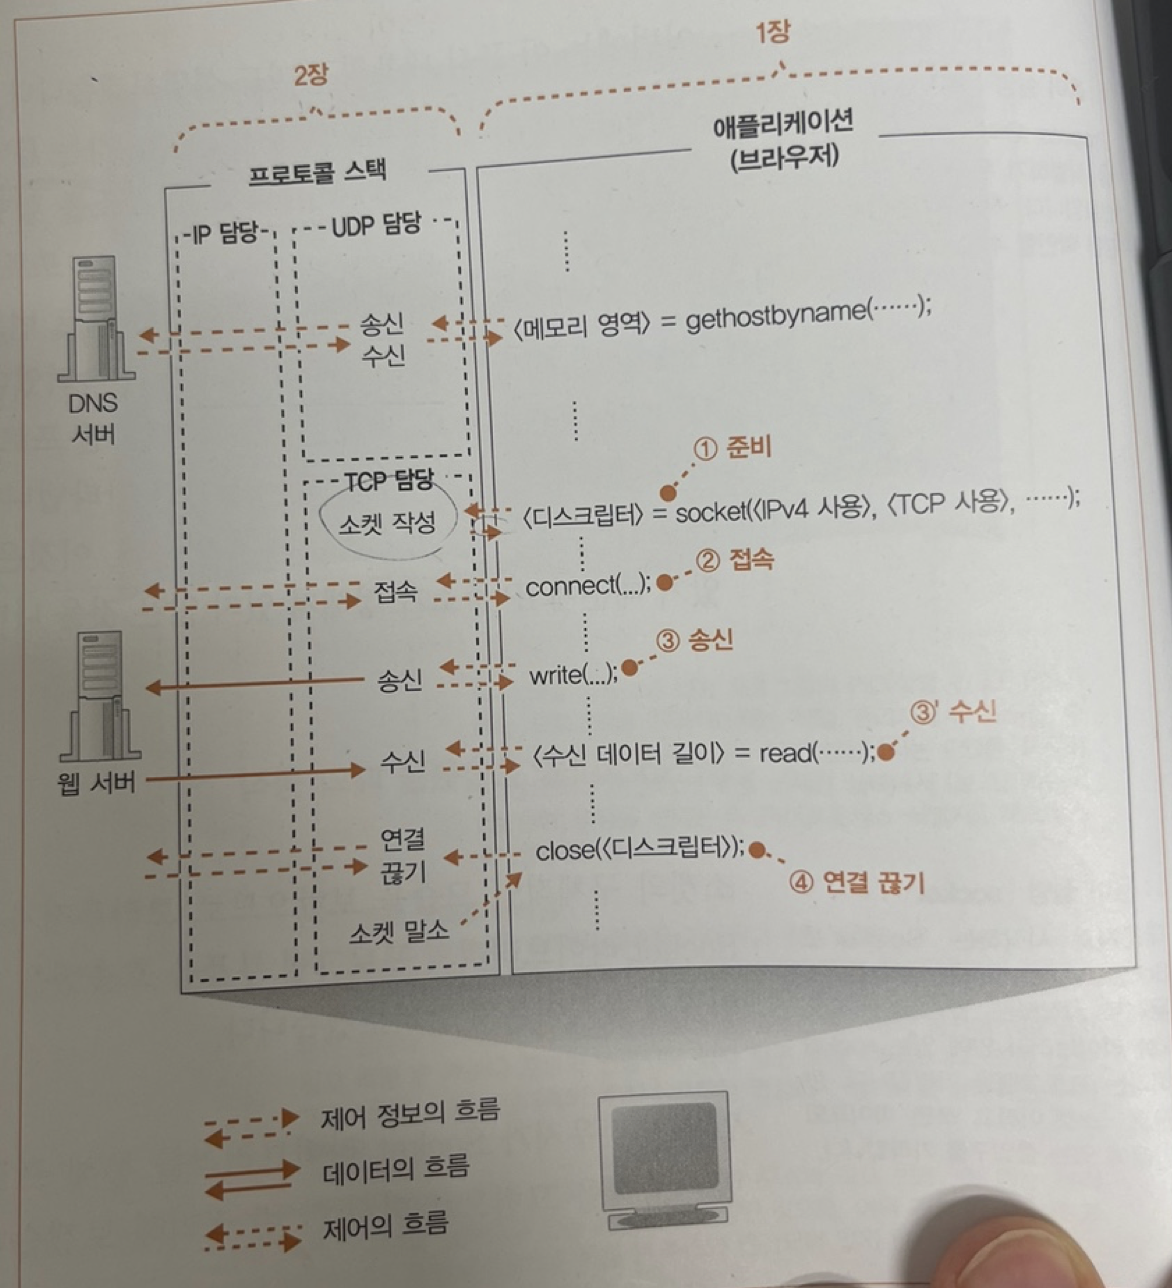 1장
2장
애플리케이션
(브라우저)
프로토콜 스택
IP 담당
UDP 담당
송신
수신
〈메모리 영역〉 = gethostbyname(······);
DNS
서버
① 준비
TCP 담당
소켓 작성
〈디스크립터〉 = socket(〈IPv4 사용〉, 〈TCP 사용〉, ······);
② 접속
접속
connect(...);
③ 송신
송신
write(...);
③' 수신
수신
〈수신 데이터 길이〉 = read(······);
웹 서버
연결
끊기
close(〈디스크립터〉);
④ 연결 끊기
소켓 말소
제어 정보의 흐름
데이터의 흐름
제어의 흐름